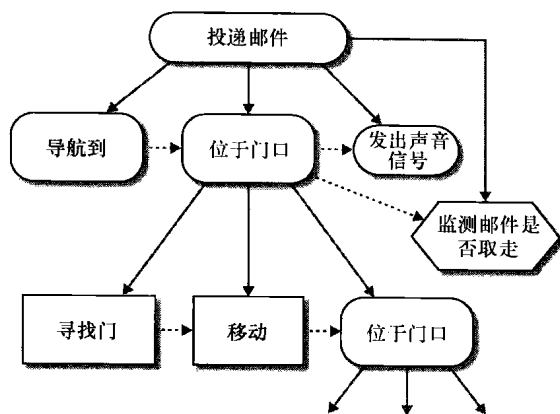 投递邮件
导航到
位于门口
发出声音
信号
监测邮件是
否取走
寻找门
移动
位于门口